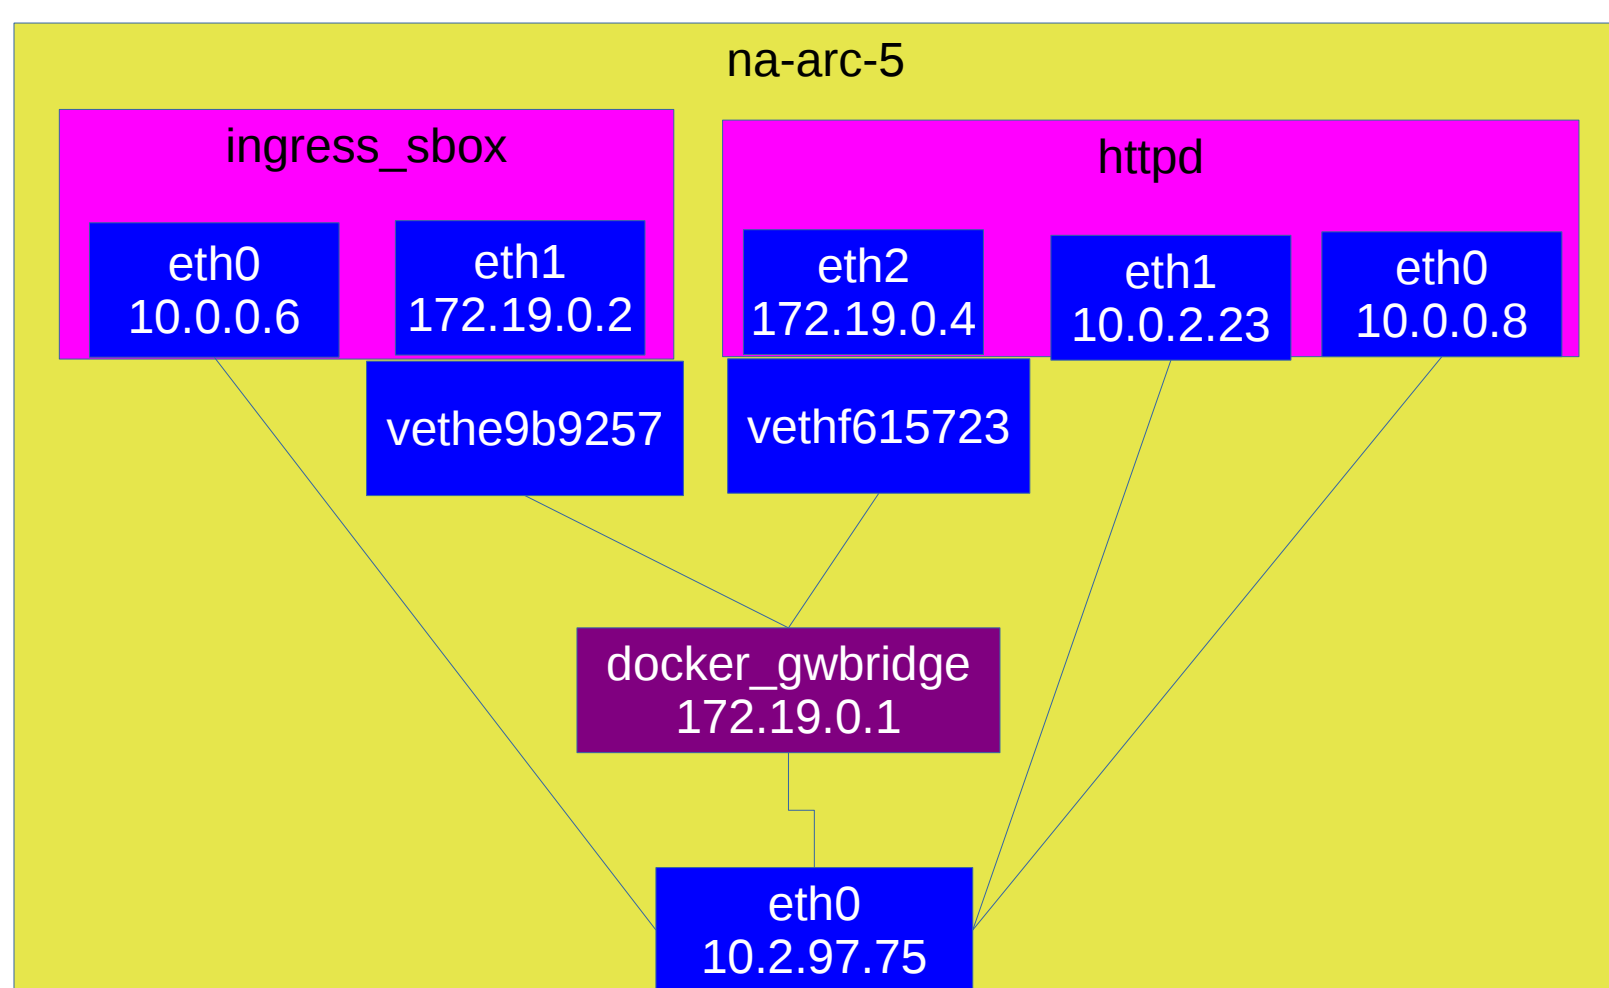 na-arc-5
ingress_sbox
eth0
10.0.0.6
eth1
172.19.0.2
vethe9b9257
httpd
eth2
172.19.0.4
eth1
10.0.2.23
eth0
10.0.0.8
vethf615723
docker_gwbridge
172.19.0.1
eth0
10.2.97.75